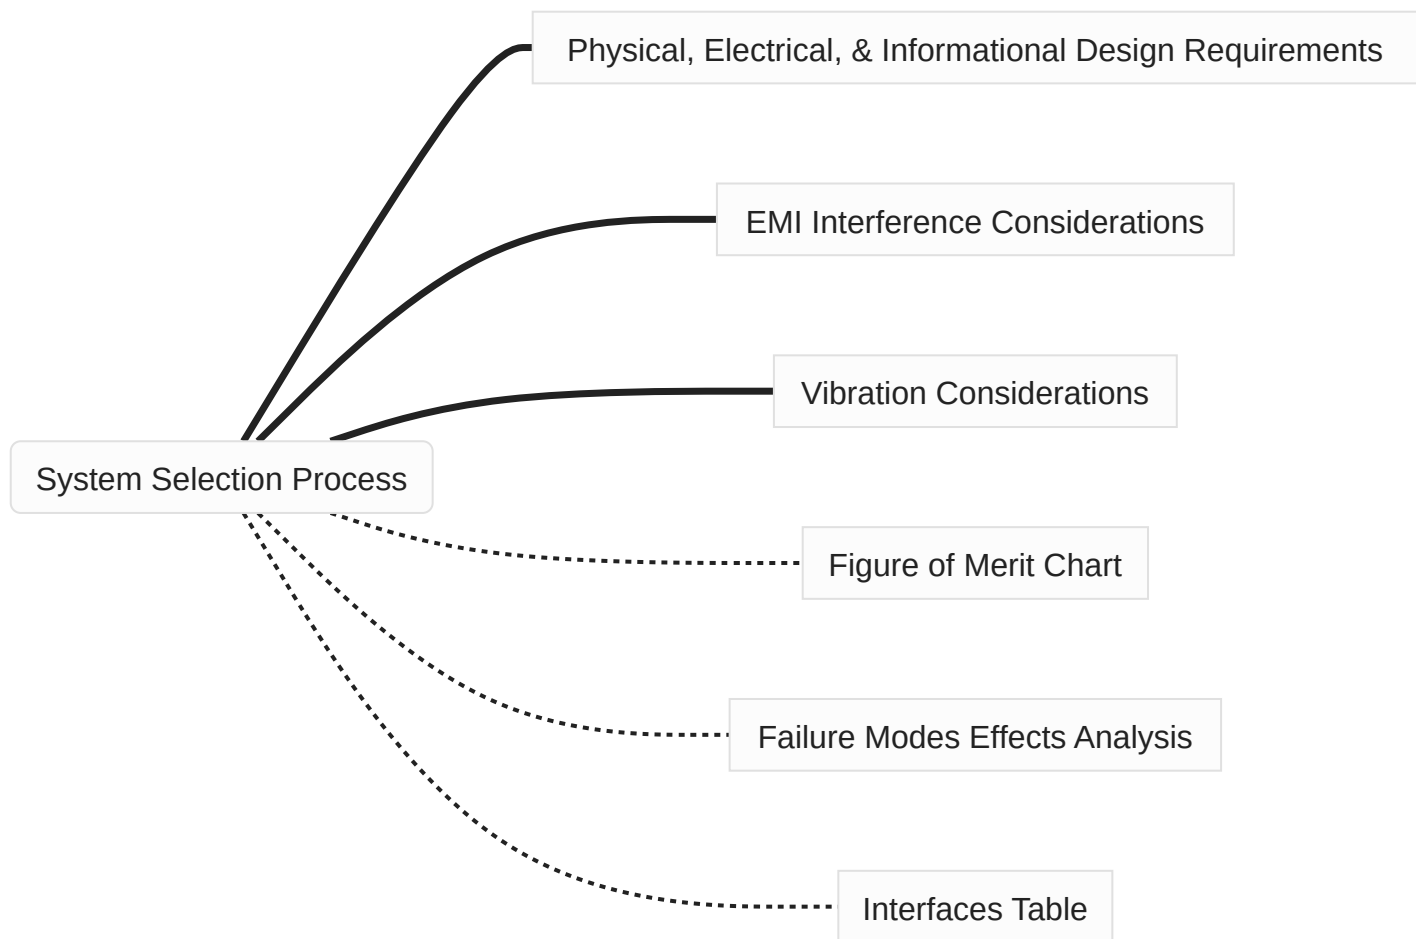 Physical, Electrical, & Informational Design Requirements
EMI Interference Considerations
Vibration Considerations
System Selection Process
Figure of Merit Chart
Failure Modes Effects Analysis
Interfaces Table